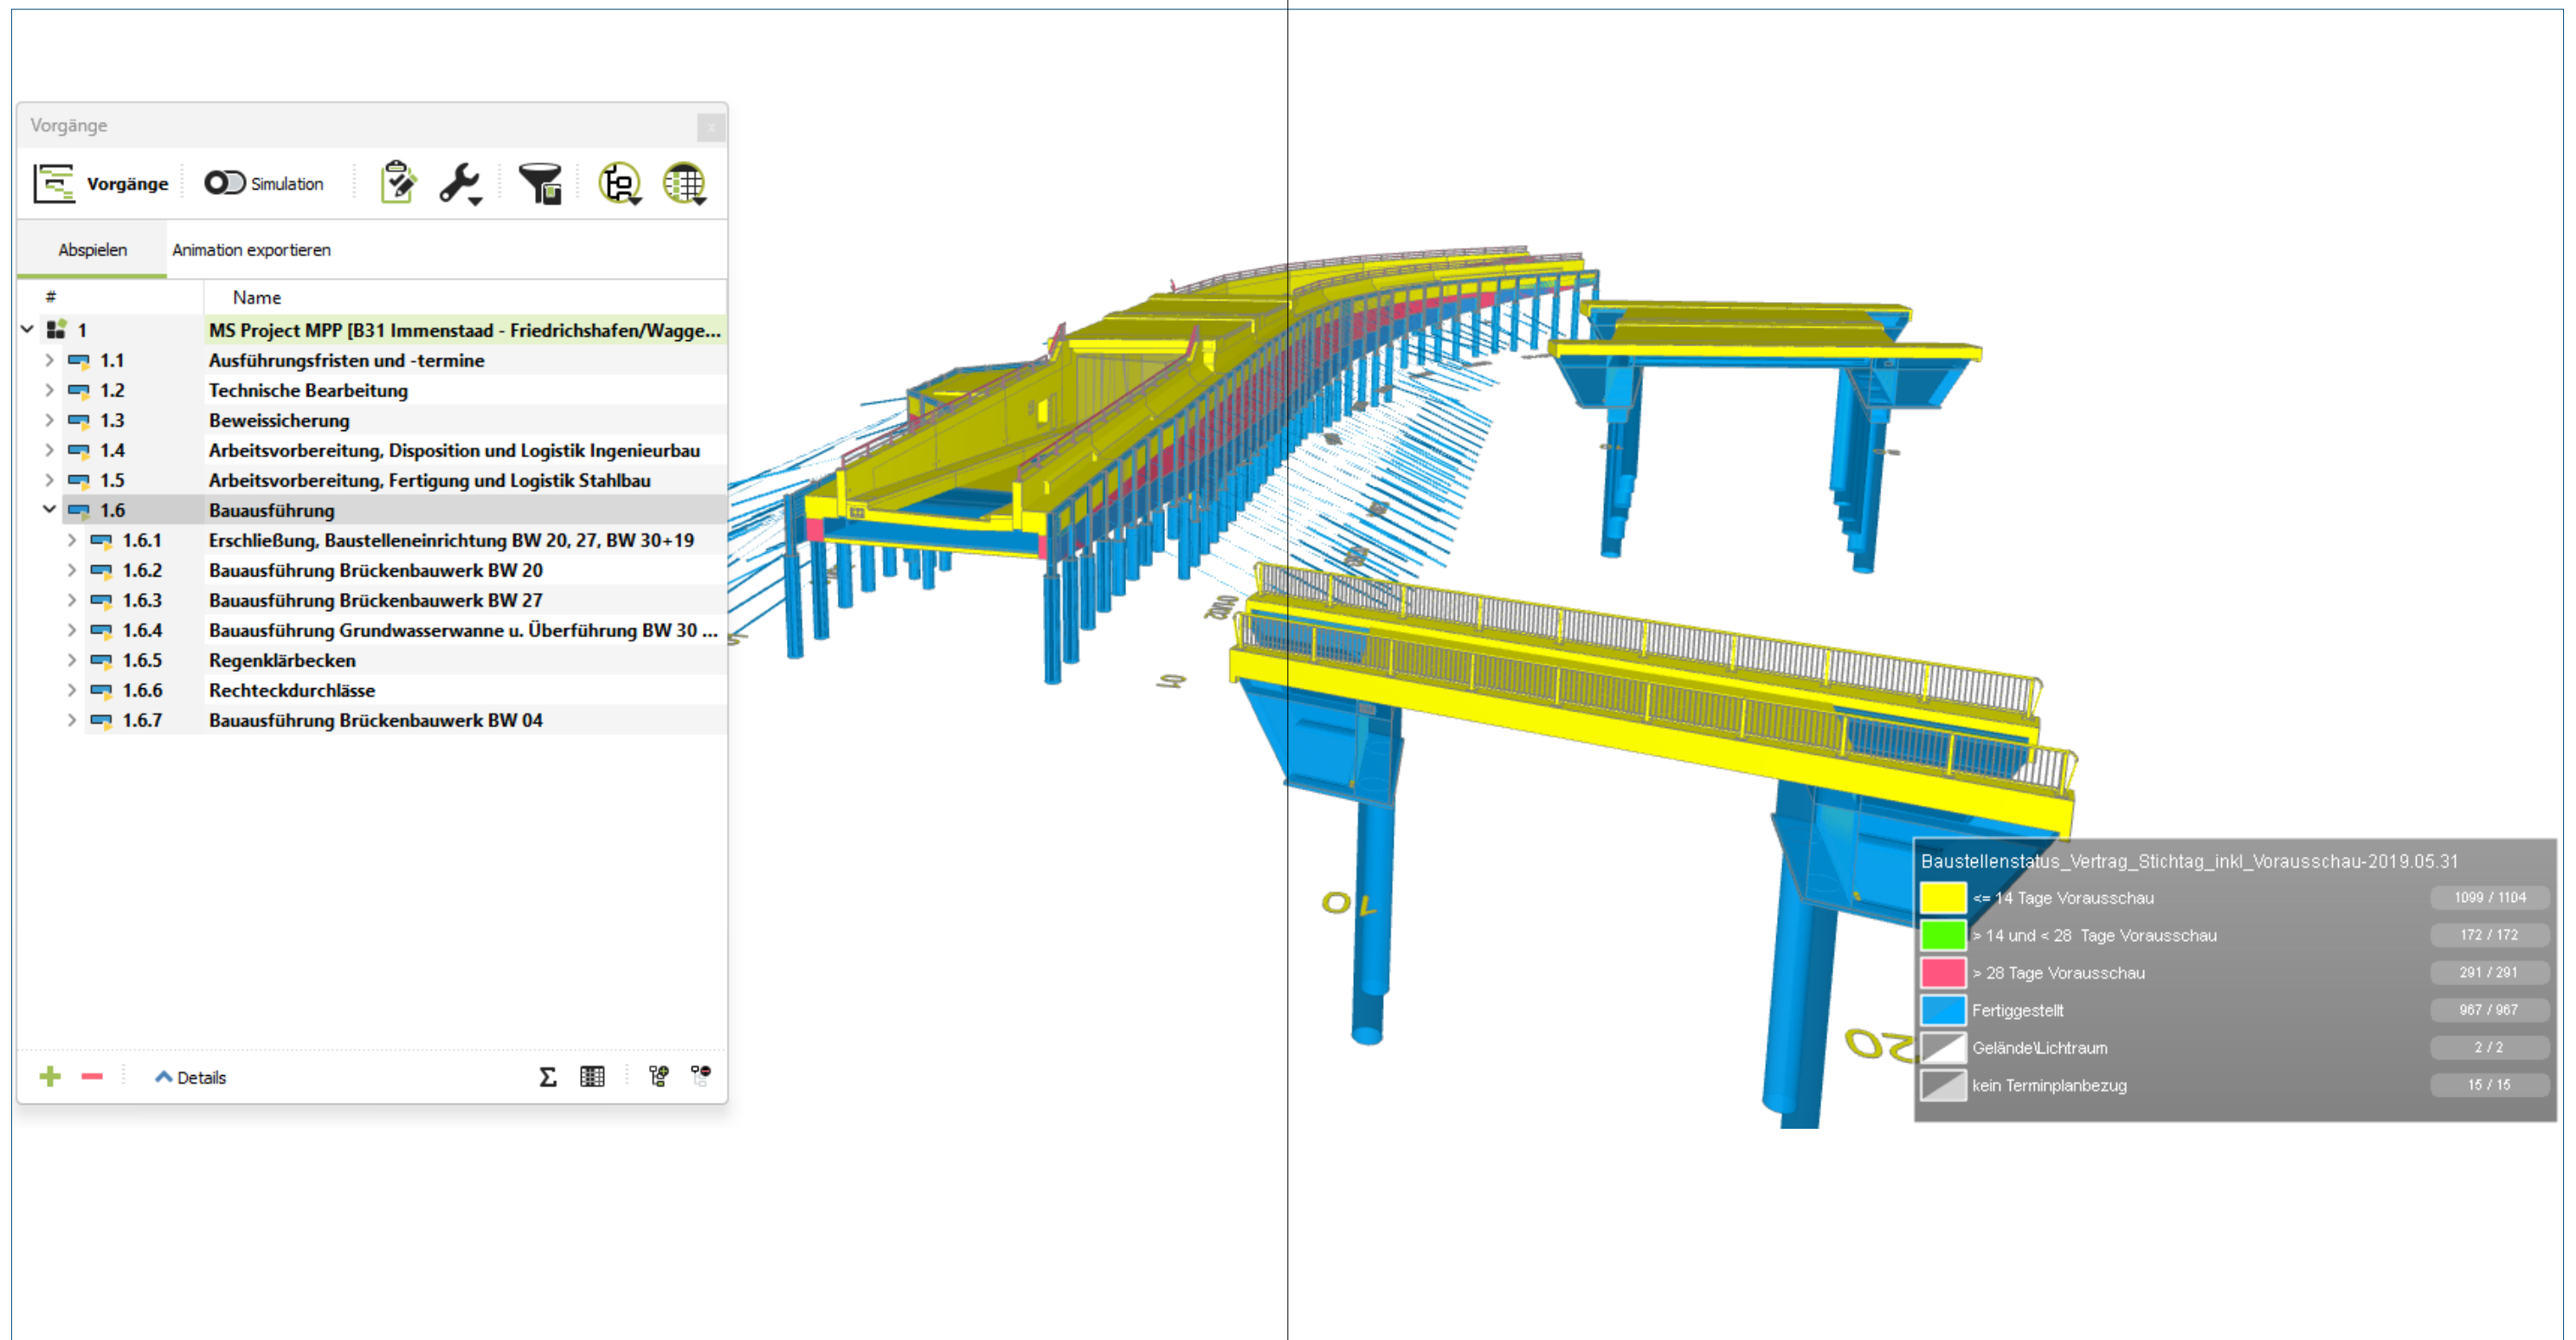 Vorgänge
x
Vorgänge
Simulation
Abspielen
Animation exportieren
# Name
1 MS Project MPP [B31 Immenstaad - Friedrichshafen/Wagge...
1.1 Ausführungsfristen und -termine
1.2 Technische Bearbeitung
1.3 Beweissicherung
1.4 Arbeitsvorbereitung, Disposition und Logistik Ingenieurbau
1.5 Arbeitsvorbereitung, Fertigung und Logistik Stahlbau
1.6 Bauausführung
1.6.1 Erschließung, Baustelleneinrichtung BW 20, 27, BW 30+19
1.6.2 Bauausführung Brückenbauwerk BW 20
1.6.3 Bauausführung Brückenbauwerk BW 27
1.6.4 Bauausführung Grundwasserwanne u. Überführung BW 30 ...
1.6.5 Regenklärbecken
1.6.6 Rechteckdurchlässe
1.6.7 Bauausführung Brückenbauwerk BW 04
Details
Σ
10
20
Baustellenstatus_Vertrag_Stichtag_inkl_Vorausschau-2019.05.31
<= 14 Tage Vorausschau 1099 / 1104
> 14 und < 28 Tage Vorausschau 172 / 172
> 28 Tage Vorausschau 291 / 291
Fertiggestellt 967 / 967
Gelände\Lichtraum 2 / 2
kein Terminplanbezug 15 / 15